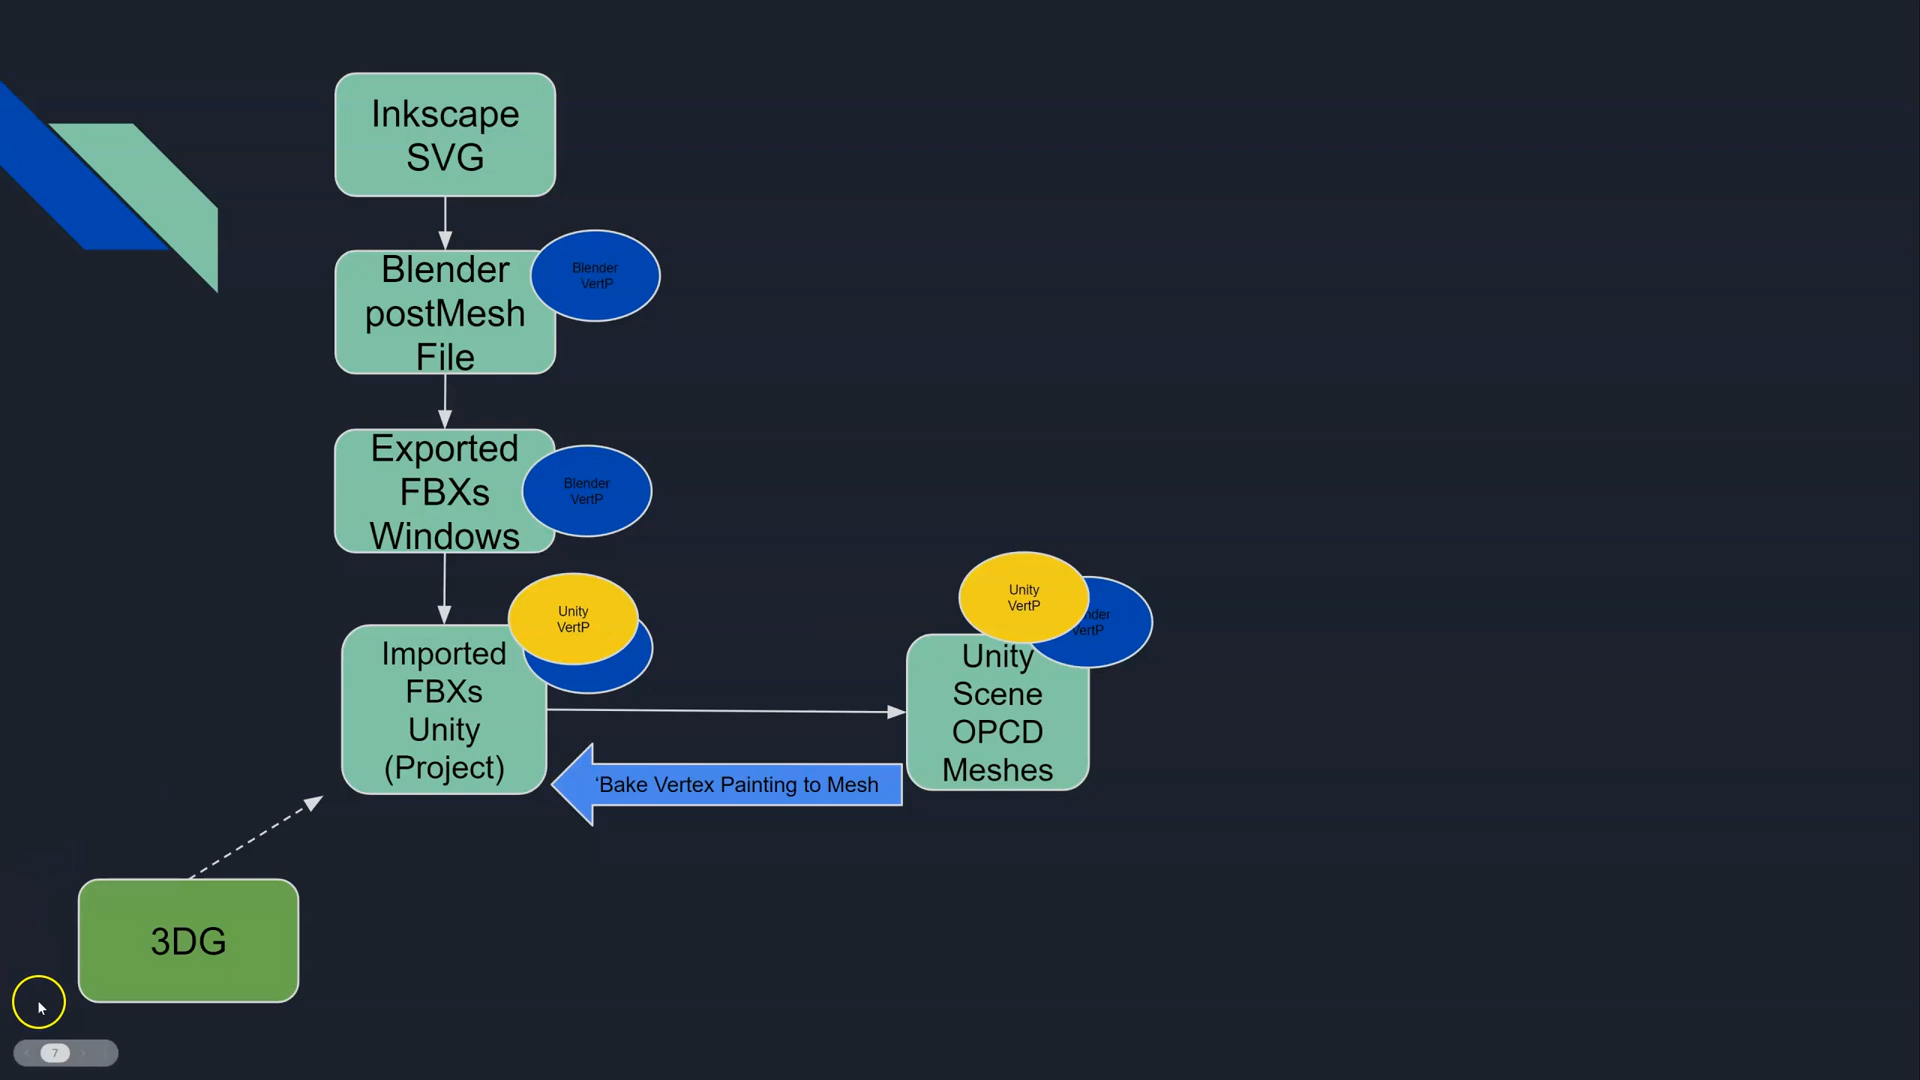 Inkscape
SVG
Blender
postMesh
File
Blender
VertP
Exported
FBXs
Windows
Blender
VertP
Imported
FBXs
Unity
(Project)
Unity
VertP
Unity
VertP
VertP
Unity
Scene
OPCD
Meshes
‘Bake Vertex Painting to Mesh
3DG
7